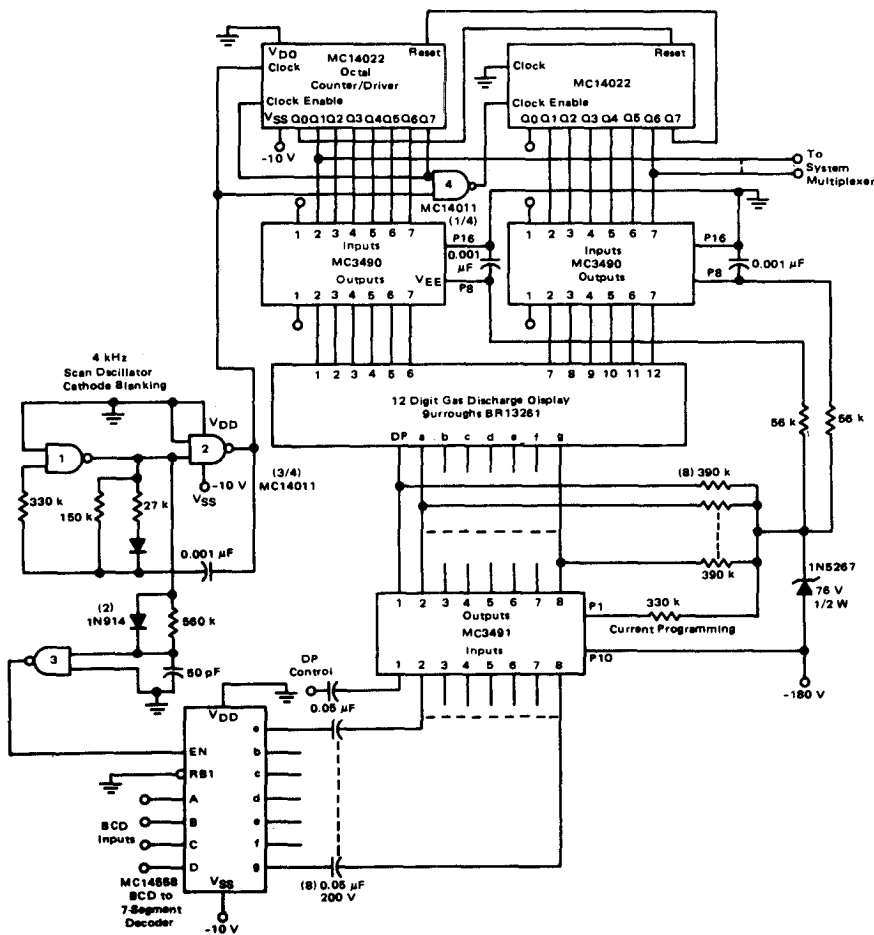 VDD
Clock
Clock Enable
VSS Q0 Q1 Q2 Q3 Q4 Q5 Q6 Q7
MC14022
Octal
Counter/Driver
Reset
-10 V
Clock
Clock Enable
Q0 Q1 Q2 Q3 Q4 Q5 Q6 Q7
MC14022
Reset
4
MC14011
(1/4)
To
System
Multiplexer
1 2 3 4 5 6 7
Inputs
MC3490
Outputs
VEE
1 2 3 4 5 6 7
P16
0.001
µF
P8
1 2 3 4 5 6 7
Inputs
MC3490
Outputs
1 2 3 4 5 6 7
P16
P8
0.001 µF
1 2 3 4 5 6
7 8 9 10 11 12
12 Digit Gas Discharge Display
9urroughs BR13261
DP a b c d e f g
56 k
56 k
4 kHz
Scan Oscillator
Cathode Blanking
VDD
1
2
VSS
-10 V
(3/4)
MC14011
330 k
150 k
27 k
0.001 µF
(8) 390 k
390 k
1N5267
76 V
1/2 W
-180 V
1 2 3 4 5 6 7 8
Outputs
MC3491
Inputs
1 2 3 4 5 6 7 8
P1
330 k
Current Programming
P10
(2)
1N914
560 k
3
50 pF
DP
Control
0.05 µF
VDD
EN
RB1
A
B
C
D
BCD
Inputs
e
b
c
d
e
f
g
VSS
-10 V
MC14558
BCD to
7-Segment
Decoder
(8) 0.05 µF
200 V